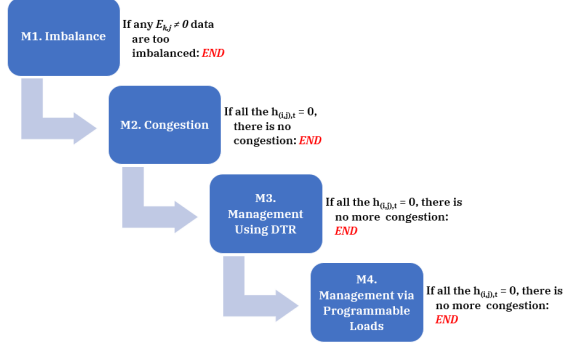 M1. Imbalance
If any E_k,j ≠ 0 data
are too
imbalanced: END
M2. Congestion
If all the h_(i,j),t = 0,
there is no
congestion: END
M3.
Management
Using DTR
If all the h_(i,j),t = 0, there is
no more congestion:
END
M4.
Management via
Programmable
Loads
If all the h_(i,j),t = 0, there is
no more congestion:
END